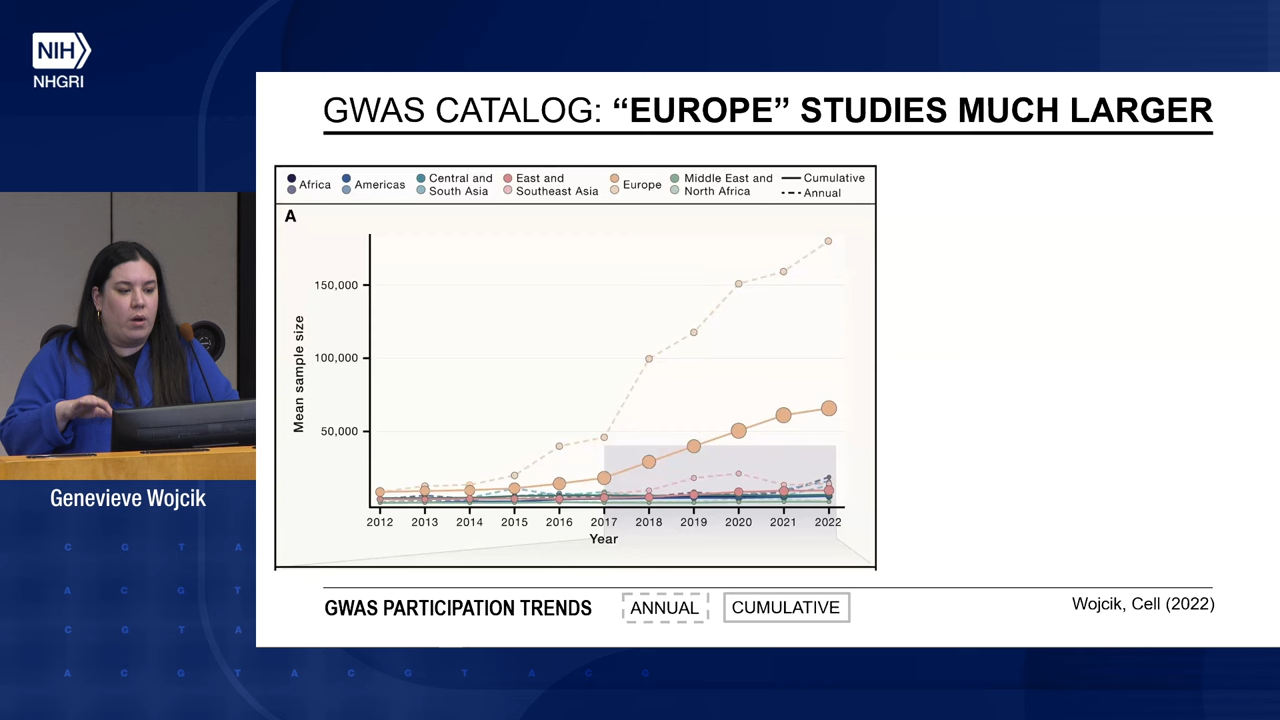 NIH
NHGRI
GWAS CATALOG: “EUROPE” STUDIES MUCH LARGER
Africa
Americas
Central and
South Asia
East and
Southeast Asia
Europe
Middle East and
North Africa
Cumulative
Annual
A
150,000
100,000
50,000
Mean sample size
2012 2013 2014 2015 2016 2017 2018 2019 2020 2021 2022
Year
GWAS PARTICIPATION TRENDS
ANNUAL
CUMULATIVE
Wojcik, Cell (2022)
Genevieve Wojcik
C G T A
A C G T
C G T A
A C G T A C G T A C G